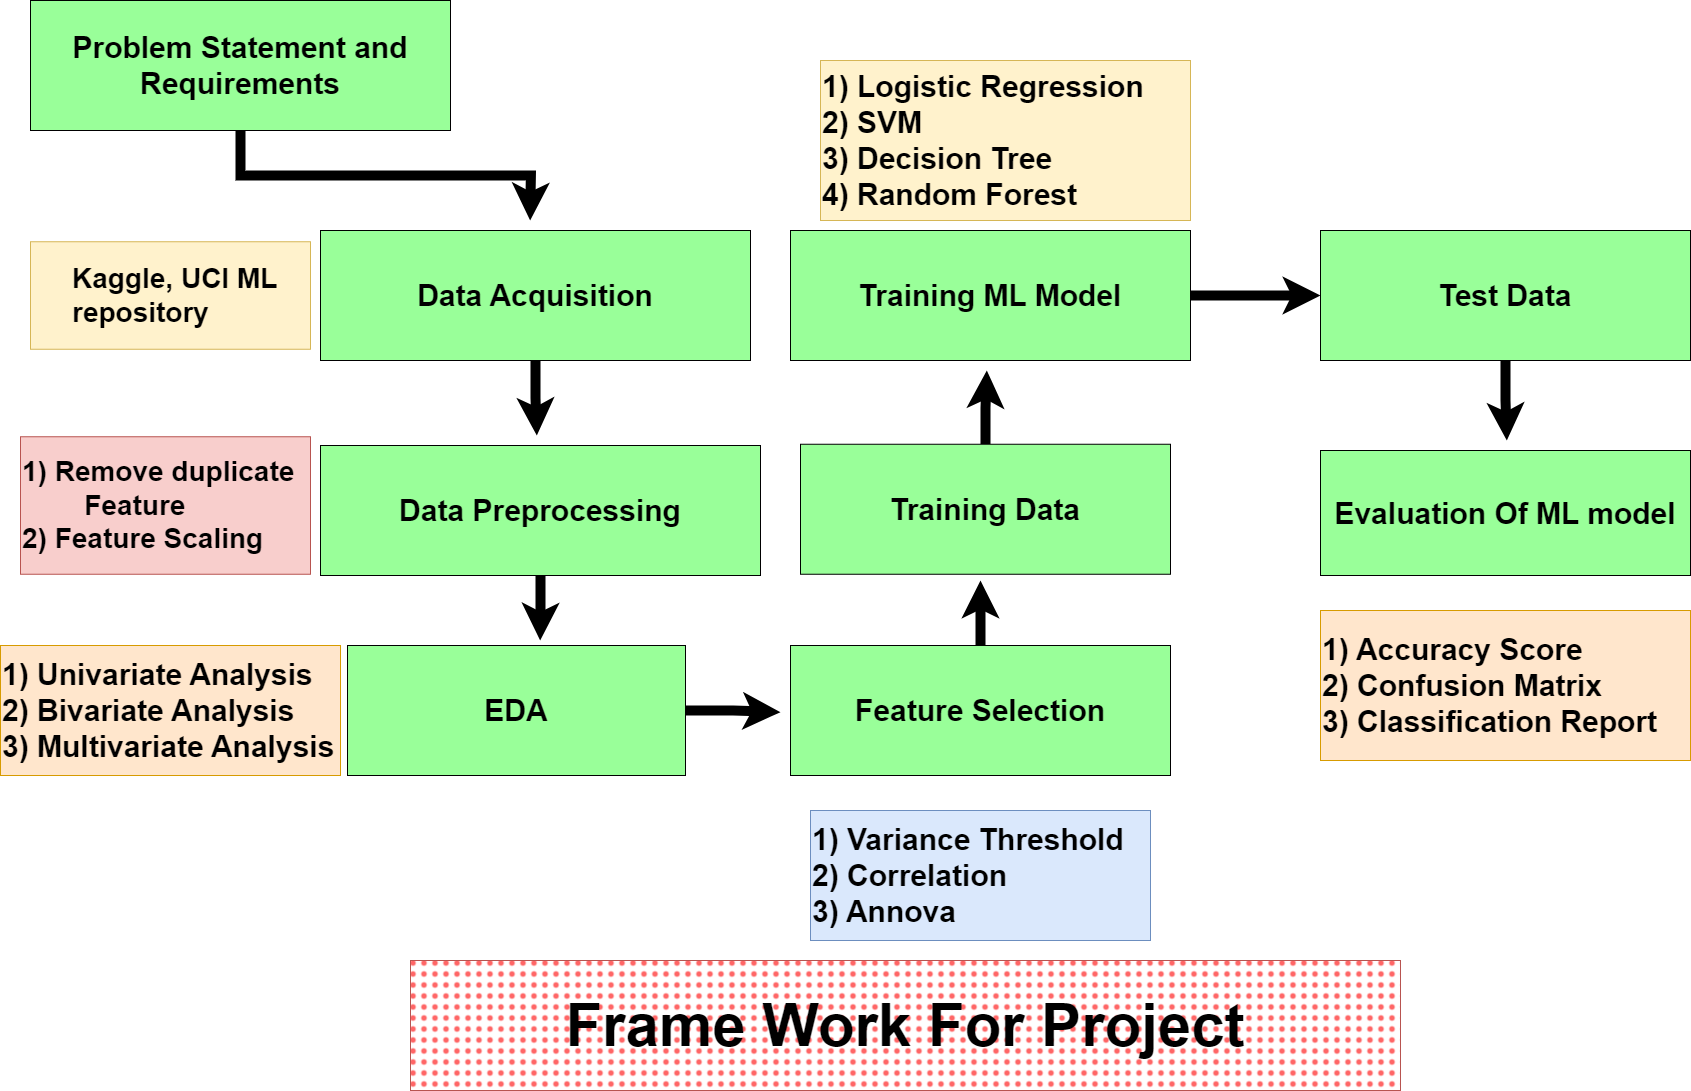 Problem Statement and
Requirements
Kaggle, UCI ML
repository
Data Acquisition
1) Remove duplicate
Feature
2) Feature Scaling
Data Preprocessing
1) Univariate Analysis
2) Bivariate Analysis
3) Multivariate Analysis
EDA
Feature Selection
1) Variance Threshold
2) Correlation
3) Annova
Training Data
1) Logistic Regression
2) SVM
3) Decision Tree
4) Random Forest
Training ML Model
Test Data
Evaluation Of ML model
1) Accuracy Score
2) Confusion Matrix
3) Classification Report
Frame Work For Project